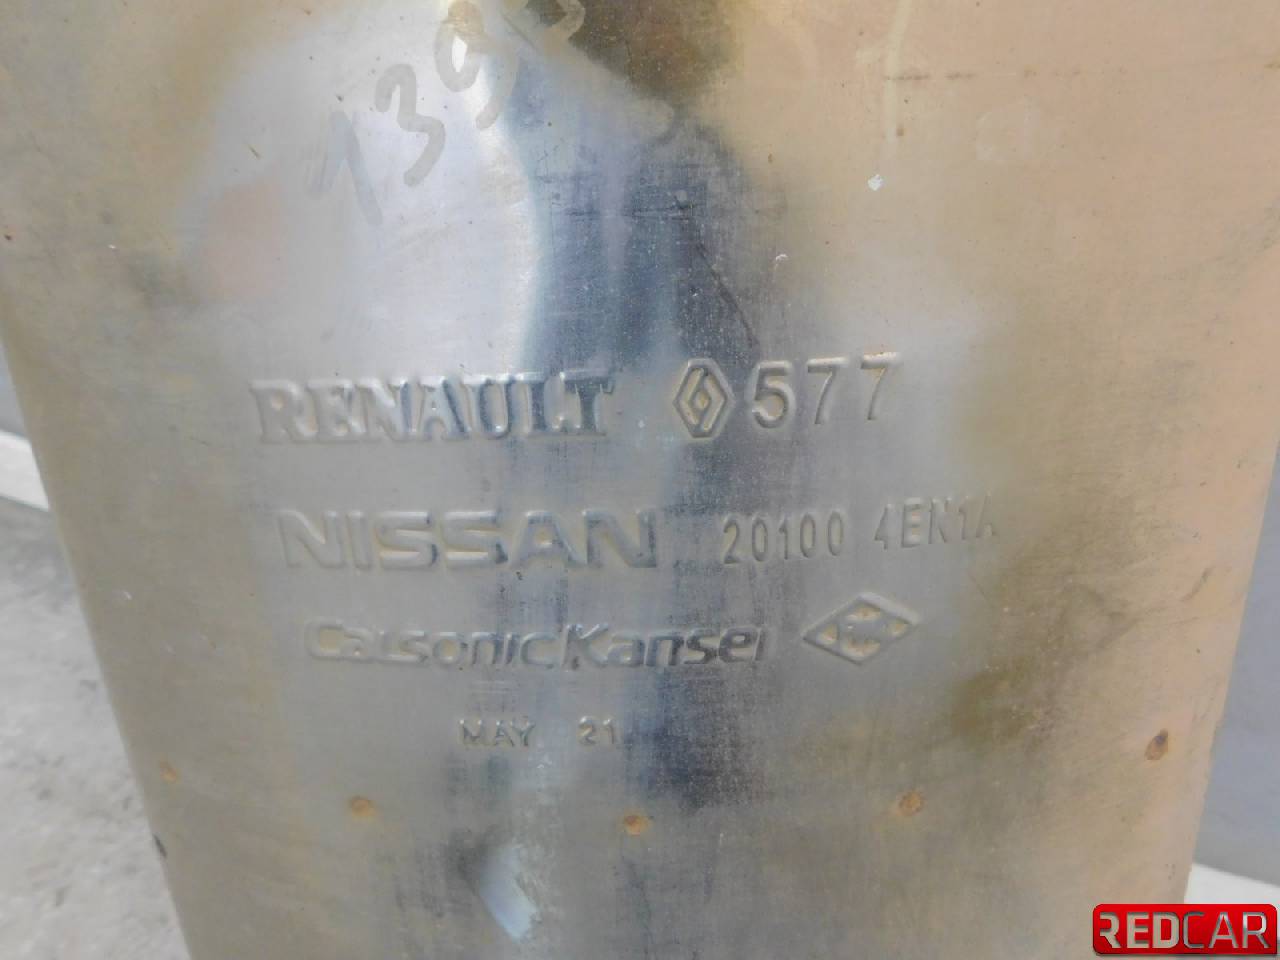 RENAULT 577
NISSAN 20100 4EN1A
CalsonicKansei
MAY 21
REDCAR